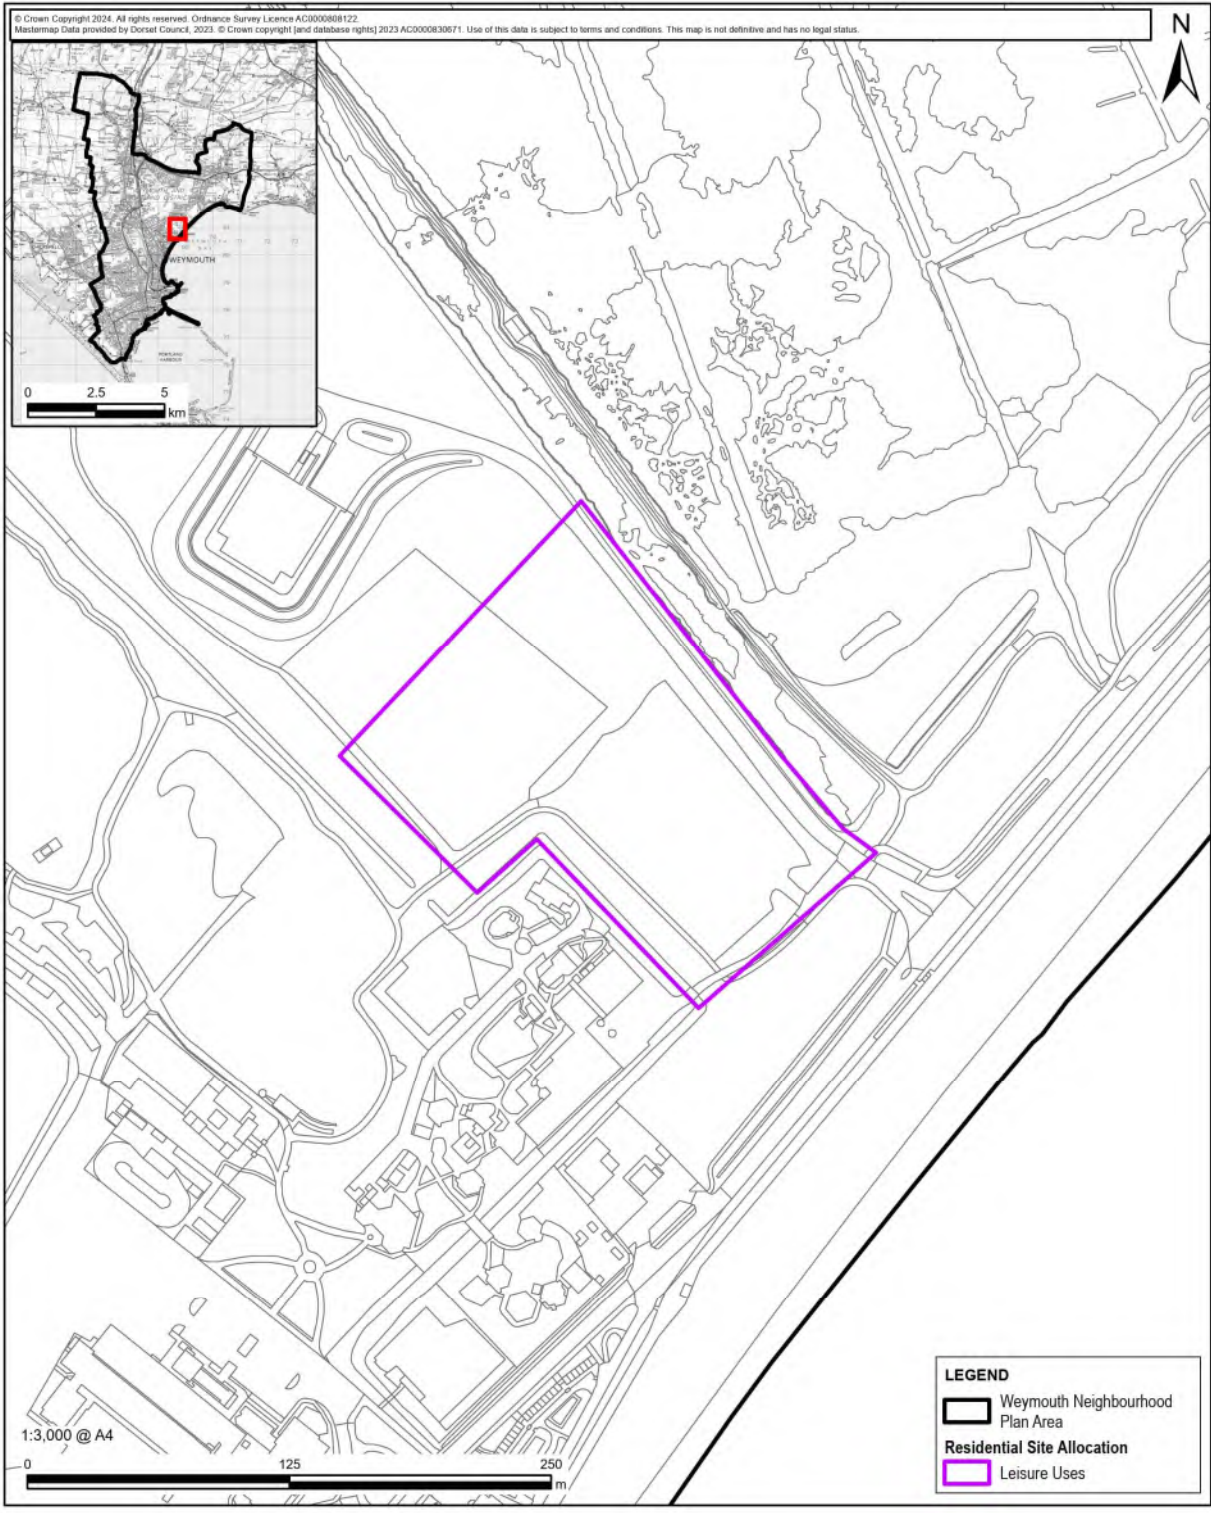 © Crown Copyright 2024. All rights reserved. Ordnance Survey Licence AC0000808122.
Mastermap Data provided by Dorset Council, 2023. © Crown copyright [and database rights] 2023 AC0000830671. Use of this data is subject to terms and conditions. This map is not definitive and has no legal status.
N
WEYMOUTH
PORTLAND
HARBOUR
0 2.5 5
km
LEGEND
Weymouth Neighbourhood
Plan Area
Residential Site Allocation
Leisure Uses
1:3,000 @ A4
0 125 250
m